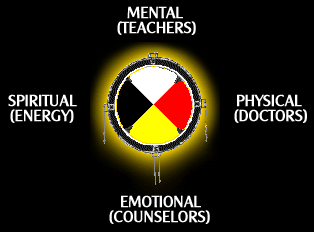 MENTAL
(TEACHERS)
SPIRITUAL
(ENERGY)
PHYSICAL
(DOCTORS)
EMOTIONAL
(COUNSELORS)